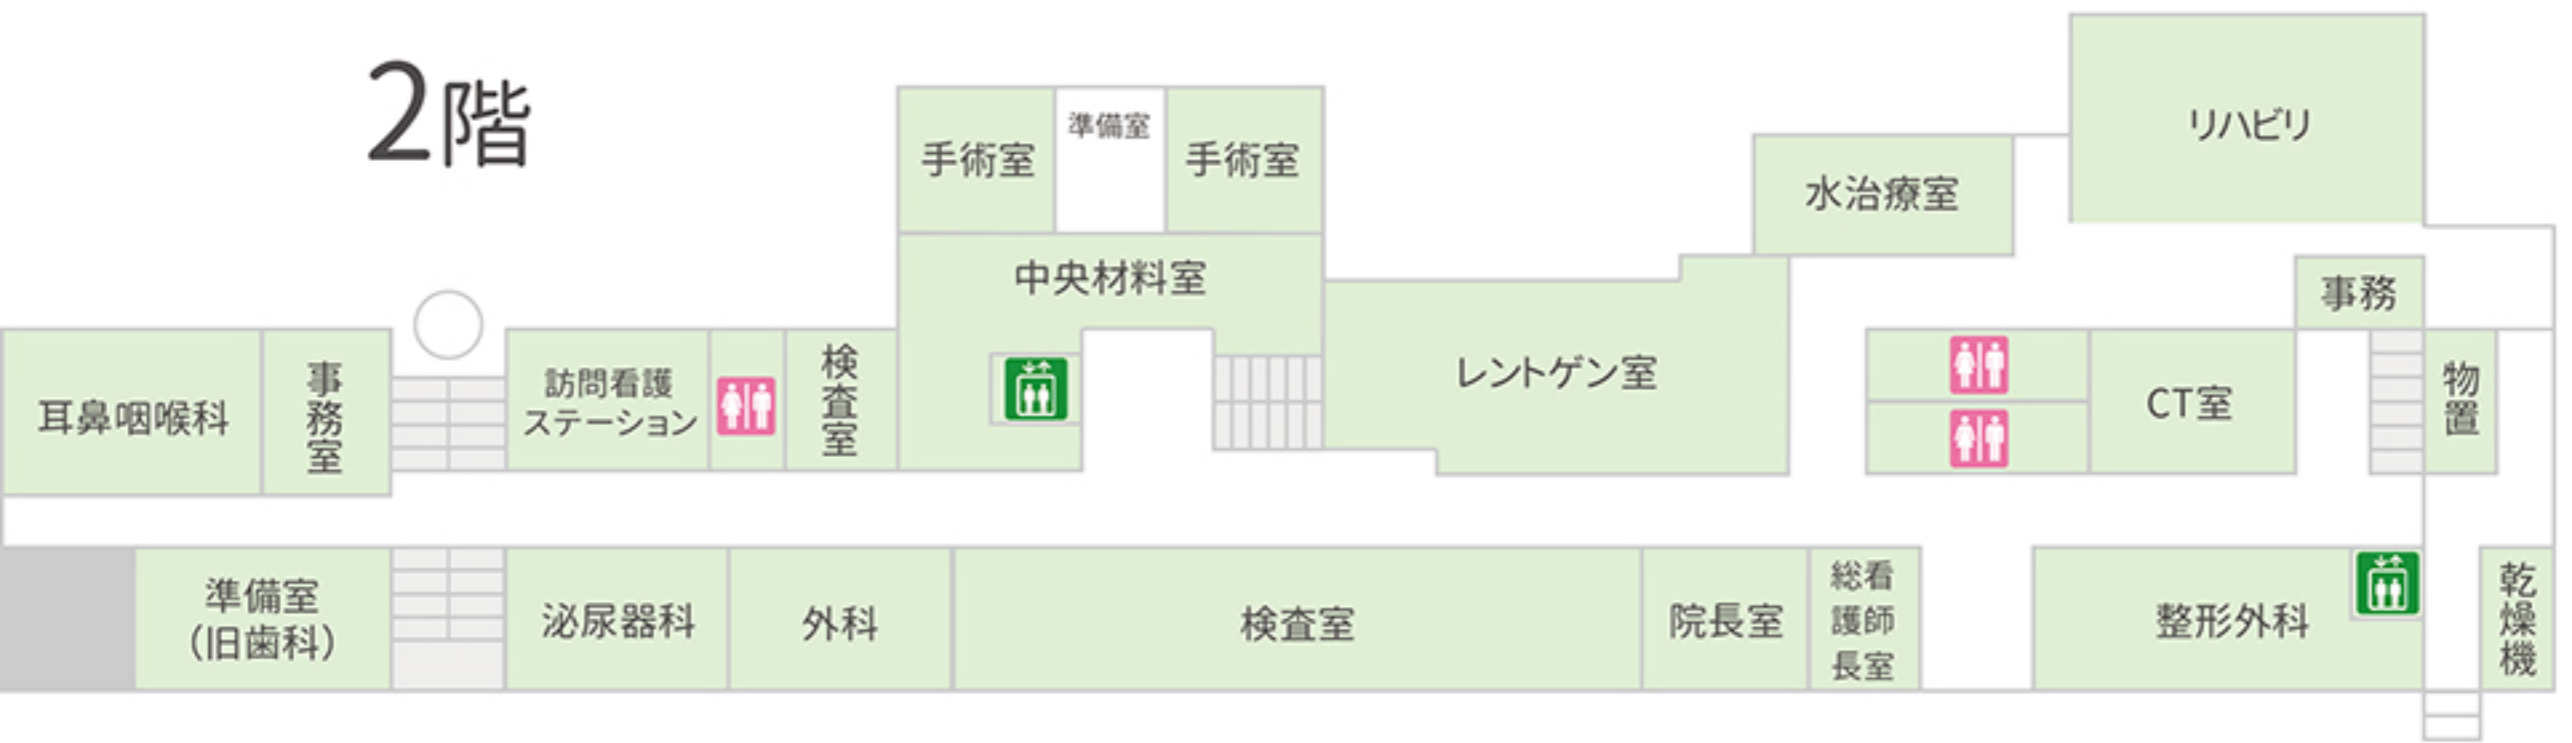 2階
手術室
準備室
手術室
リハビリ
水治療室
中央材料室
事務
耳鼻咽喉科
事務室
訪問看護
ステーション
検査室
レントゲン室
CT室
物置
準備室
（旧歯科）
泌尿器科
外科
検査室
院長室
総看
護師
長室
整形外科
乾燥機